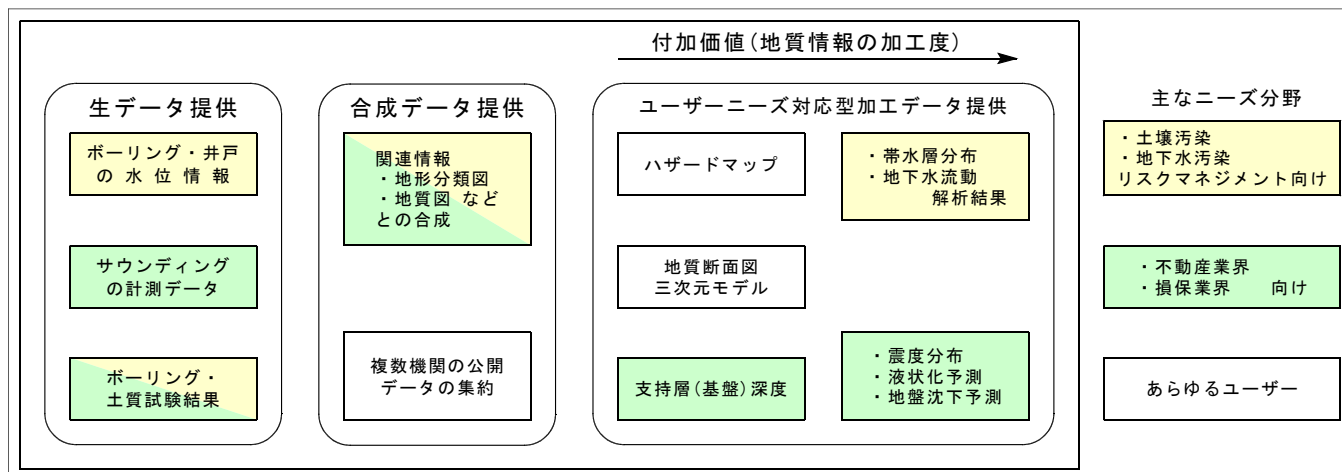 付加価値(地質情報の加工度)
生データ提供
ボーリング・井戸
の水位情報
サウンディング
の計測データ
ボーリング・
土質試験結果
合成データ提供
関連情報
・地形分類図
・地質図 など
との合成
複数機関の公開
データの集約
ユーザーニーズ対応型加工データ提供
ハザードマップ
地質断面図
三次元モデル
支持層(基盤)深度
・帯水層分布
・地下水流動
解析結果
・震度分布
・液状化予測
・地盤沈下予測
主なニーズ分野
・土壌汚染
・地下水汚染
リスクマネジメント向け
・不動産業界
・損保業界 向け
あらゆるユーザー